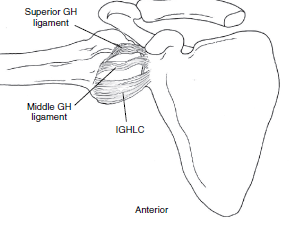 Superior GH
ligament
Middle GH
ligament
IGHLC
Anterior